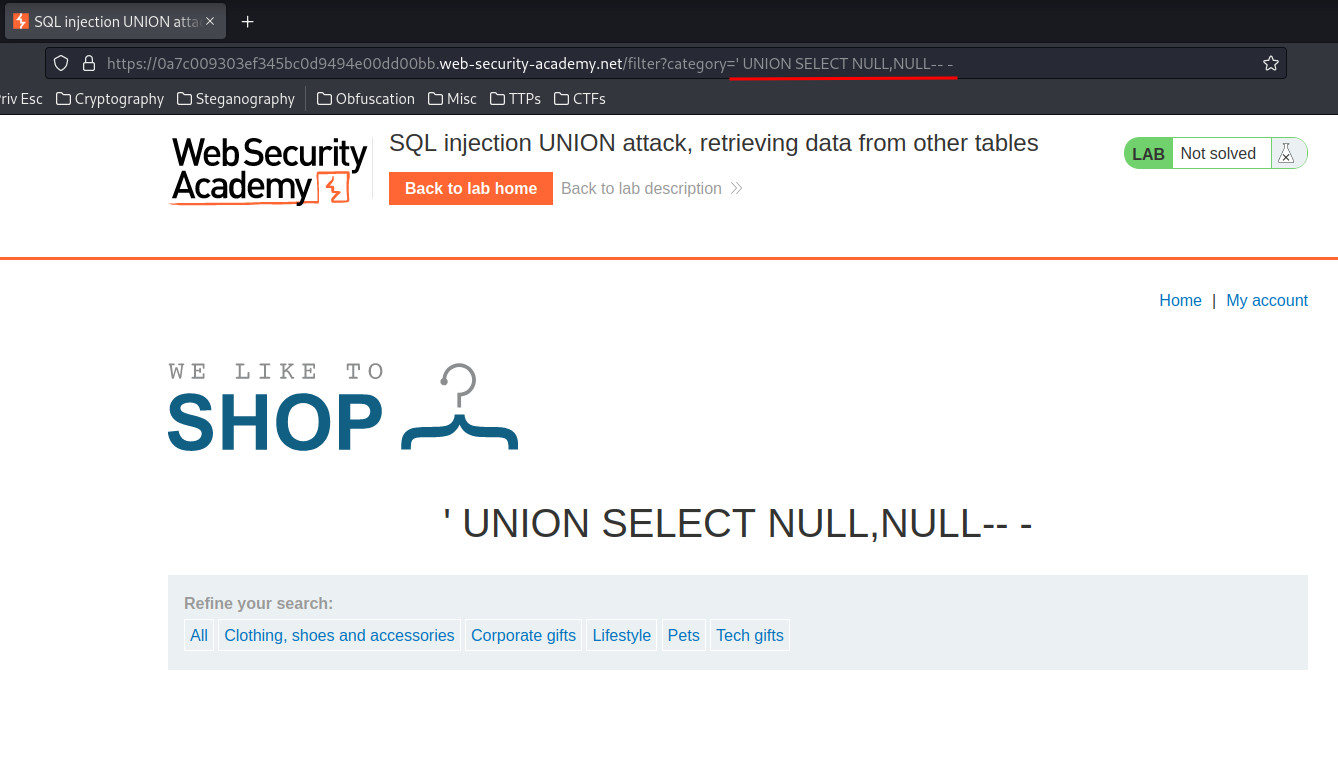 SQL injection UNION atta
https://0a7c009303ef345bc0d9494e00dd00bb.web-security-academy.net/filter?category=' UNION SELECT NULL,NULL-- -
riv Esc Cryptography Steganography Obfuscation Misc TTPs CTFs
Web Security
Academy
SQL injection UNION attack, retrieving data from other tables
Back to lab home Back to lab description
LAB Not solved
Home | My account
WE LIKE TO
SHOP
' UNION SELECT NULL,NULL-- -
Refine your search:
All Clothing, shoes and accessories Corporate gifts Lifestyle Pets Tech gifts